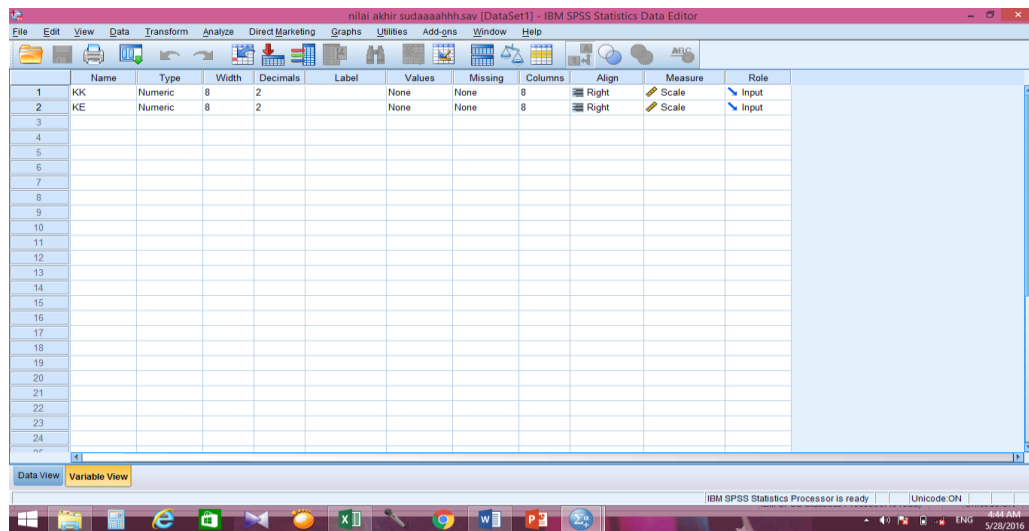 nilai akhir sudaaaahhh.sav [DataSet1] - IBM SPSS Statistics Data Editor
File Edit View Data Transform Analyze Direct Marketing Graphs Utilities Add-ons Window Help
Name Type Width Decimals Label Values Missing Columns Align Measure Role
1 KK Numeric 8 2 None None 8 Right Scale Input
2 KE Numeric 8 2 None None 8 Right Scale Input
3
4
5
6
7
8
9
10
11
12
13
14
15
16
17
18
19
20
21
22
23
24
Data View Variable View
IBM SPSS Statistics Processor is ready Unicode:ON
ENG 4:44 AM
5/28/2016